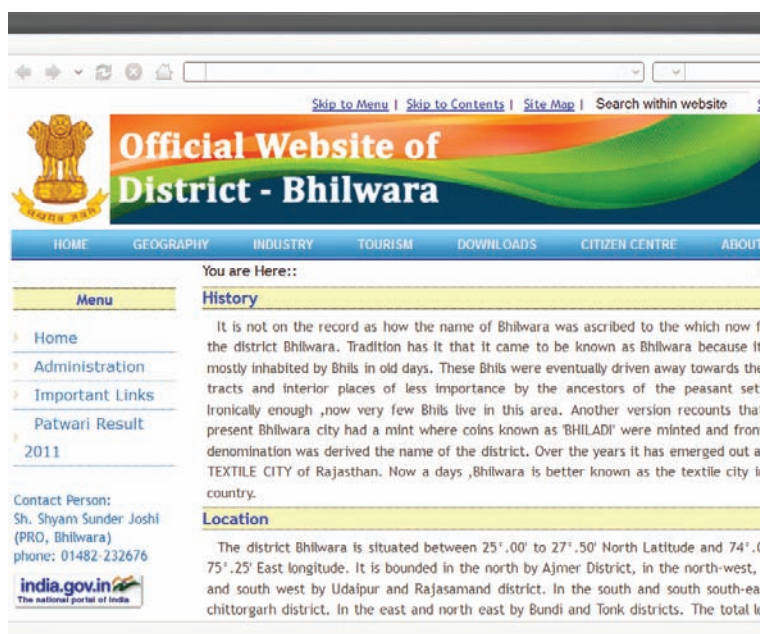 Skip to Menu | Skip to Contents | Site Map | Search within website
Official Website of
District - Bhilwara
HOME GEOGRAPHY INDUSTRY TOURISM DOWNLOADS CITIZEN CENTRE ABOUT
You are Here::
Menu
Home
Administration
Important Links
Patwari Result
2011
Contact Person:
Sh. Shyam Sunder Joshi
(PRO, Bhilwara)
phone: 01482-232676
india.gov.in
The national portal of India
History
It is not on the record as how the name of Bhilwara was ascribed to the which now
the district Bhilwara. Tradition has it that it came to be known as Bhilwara because it
mostly inhabited by Bhils in old days. These Bhils were eventually driven away towards the
tracts and interior places of less importance by the ancestors of the peasant
Ironically enough ,now very few Bhils live in this area. Another version recounts
present Bhilwara city had a mint where coins known as 'BHILADI' were minted and
denomination was derived the name of the district. Over the years it has emerged out
TEXTILE CITY of Rajasthan. Now a days ,Bhilwara is better known as the textile city
country.
Location
The district Bhilwara is situated between 25°.00' to 27°.50' North Latitude and
75°.25' East longitude. It is bounded in the north by Ajmer District, in the north-west,
and south west by Udaipur and Rajasamand district. In the south and south
chittorgarh district. In the east and north east by Bundi and Tonk districts. The total